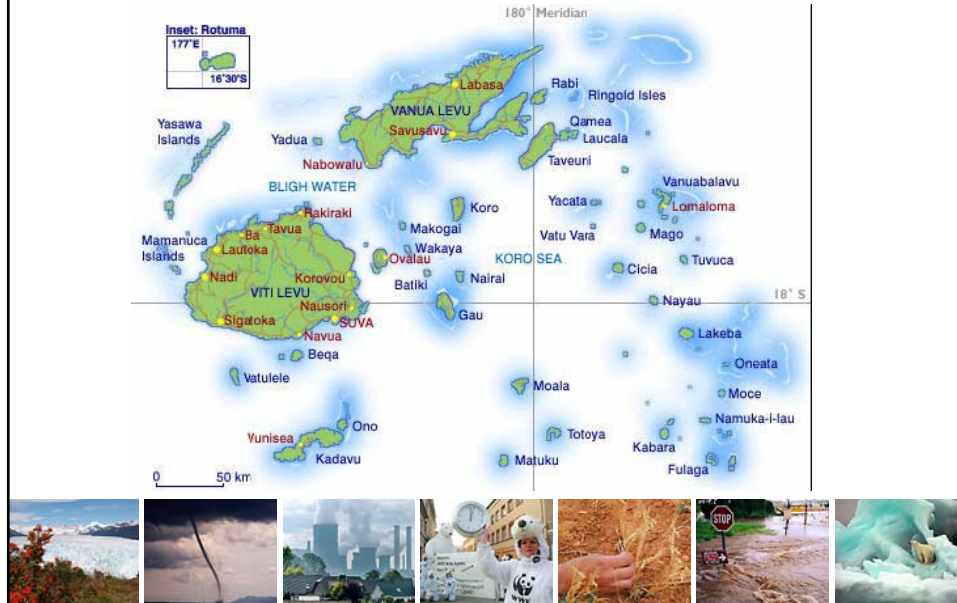 180° Meridian
Inset: Rotuma
177°E
16°30'S
Labasa
Rabi
Ringold Isles
VANUA LEVU
Yasawa
Islands
Qamea
Savusavu
Laucala
Yadua
Taveuni
Nabowalu
BLIGH WATER
Vanuabalavu
Yacata
Lomaloma
Koro
Rakiraki
Makogai
Tavua
Ba
Vatu Vara
Mago
Mamanuca
Islands
Lautoka
Wakaya
Ovalau
KORO SEA
Tuvuca
Cicia
Nadi
Korovou
Batiki
Nairai
VITI LEVU
18° S
Nausori
Nayau
Gau
Sigatoka
SUVA
Navua
Lakeba
Beqa
Oneata
Vatulele
Moala
Moce
Ono
Namuka-i-lau
Yunisea
Totoya
Kabara
Kadavu
Matuku
Fulaga
0 50 km
STOP
WWF